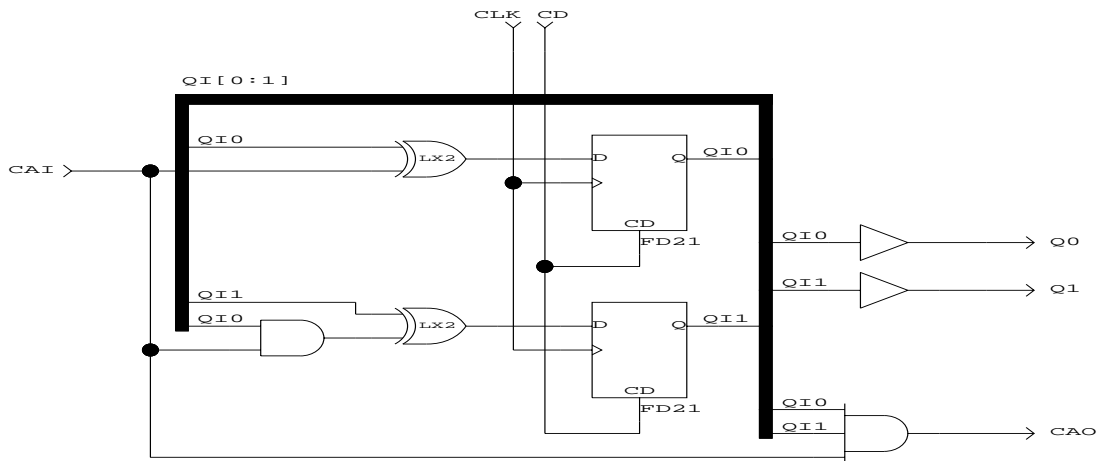 CLK CD
QI[0:1]
QI0
LX2
D
Q
QI0
CAI
CD
FD21
QI0
Q0
QI1
Q1
QI1
QI0
LX2
D
Q
QI1
CD
FD21
QI0
QI1
CAO